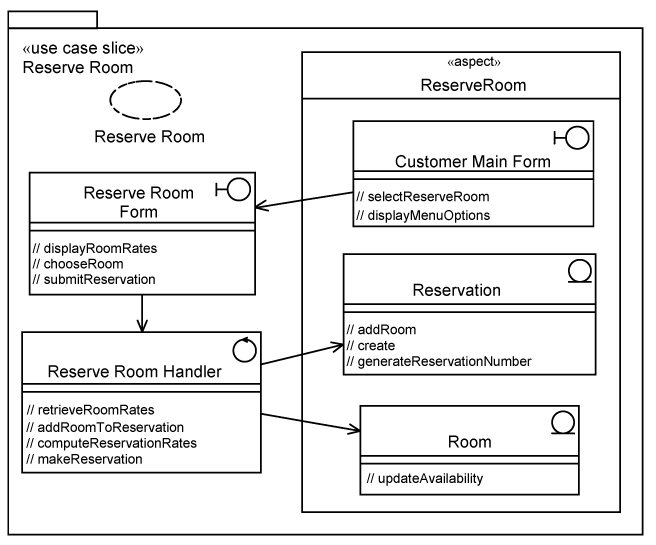 «use case slice»
Reserve Room
Reserve Room
Reserve Room
Form
// displayRoomRates
// chooseRoom
// submitReservation
Reserve Room Handler
// retrieveRoomRates
// addRoomToReservation
// computeReservationRates
// makeReservation
«aspect»
ReserveRoom
Customer Main Form
// selectReserveRoom
// displayMenuOptions
Reservation
// addRoom
// create
// generateReservationNumber
Room
// updateAvailability